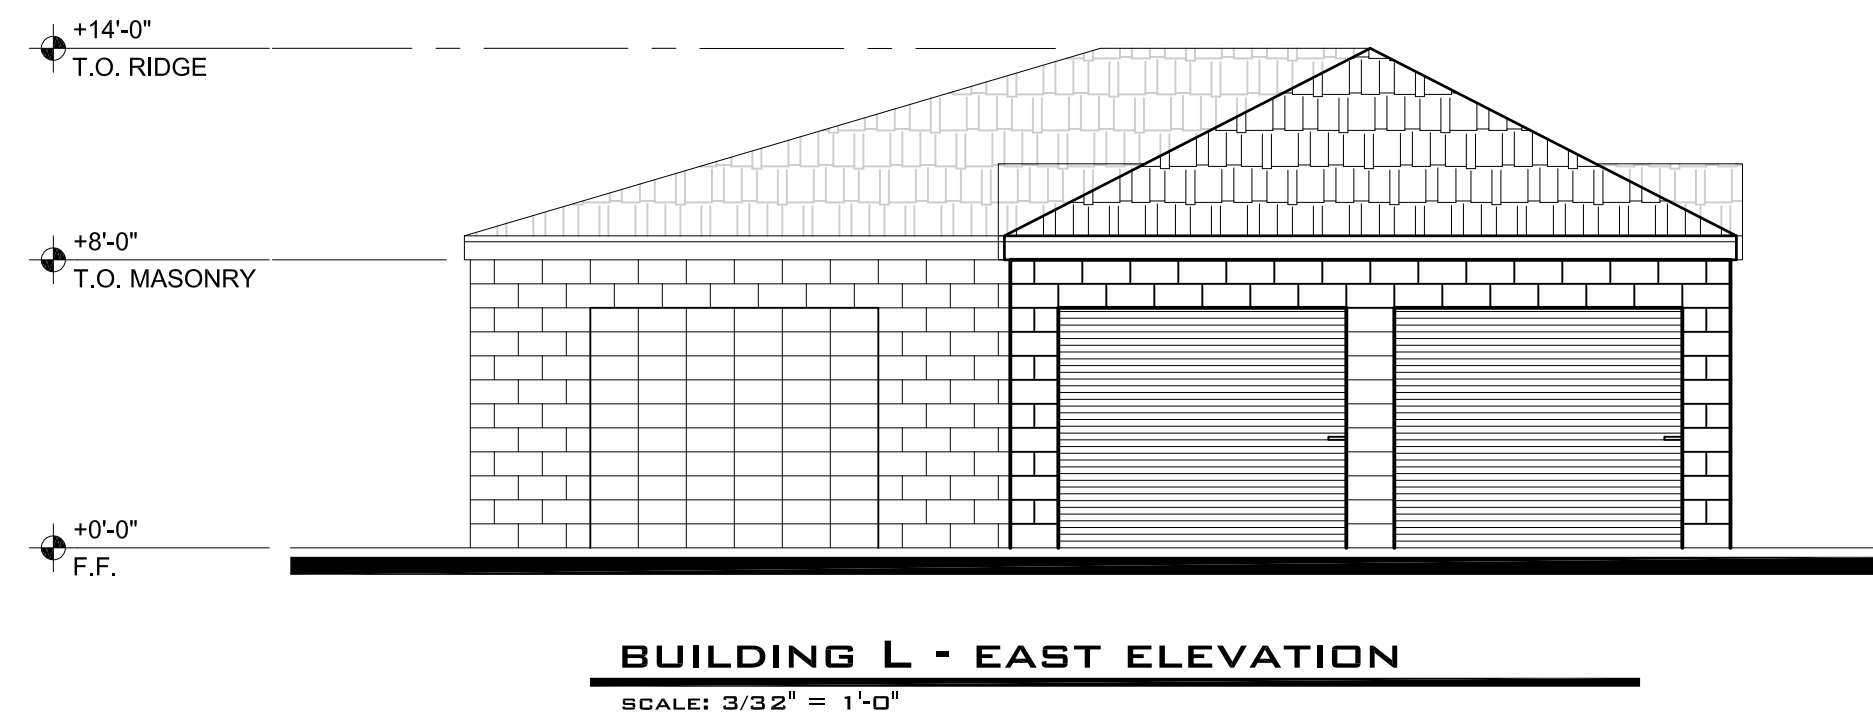 +14'-0"
T.O. RIDGE
+8'-0"
T.O. MASONRY
+0'-0"
F.F.
BUILDING L - EAST ELEVATION
SCALE: 3/32" = 1'-0"